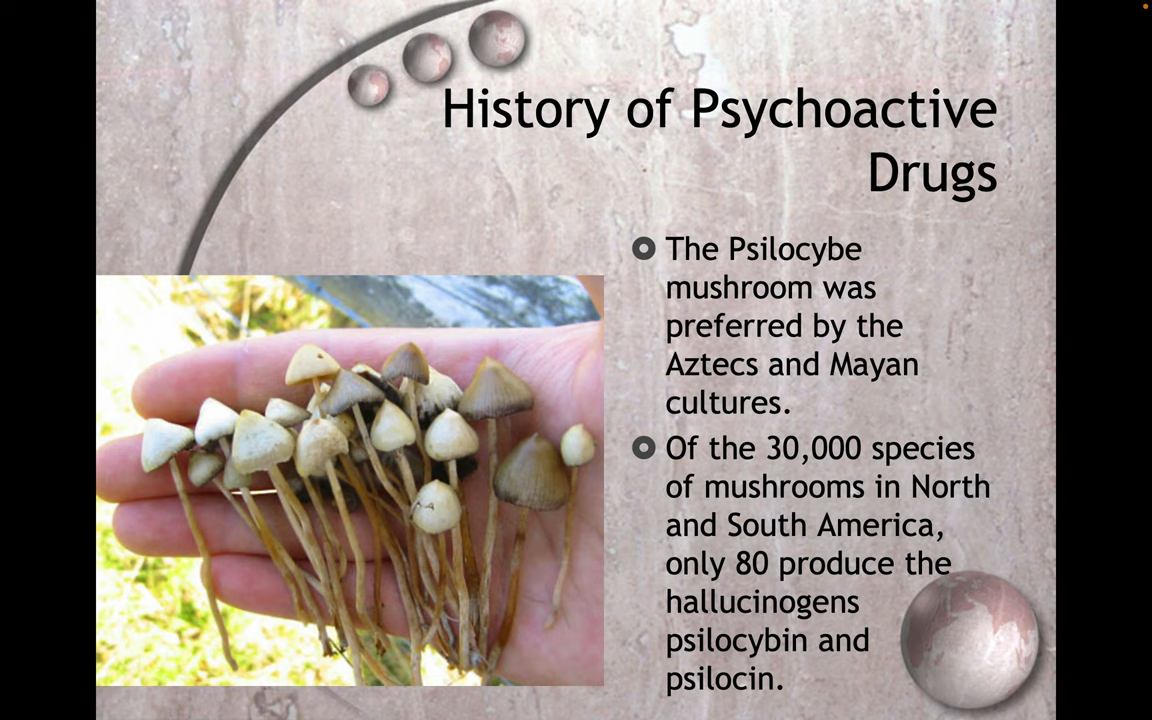 History of Psychoactive
Drugs
The Psilocybe
mushroom was
preferred by the
Aztecs and Mayan
cultures.
Of the 30,000 species
of mushrooms in North
and South America,
only 80 produce the
hallucinogens
psilocybin and
psilocin.